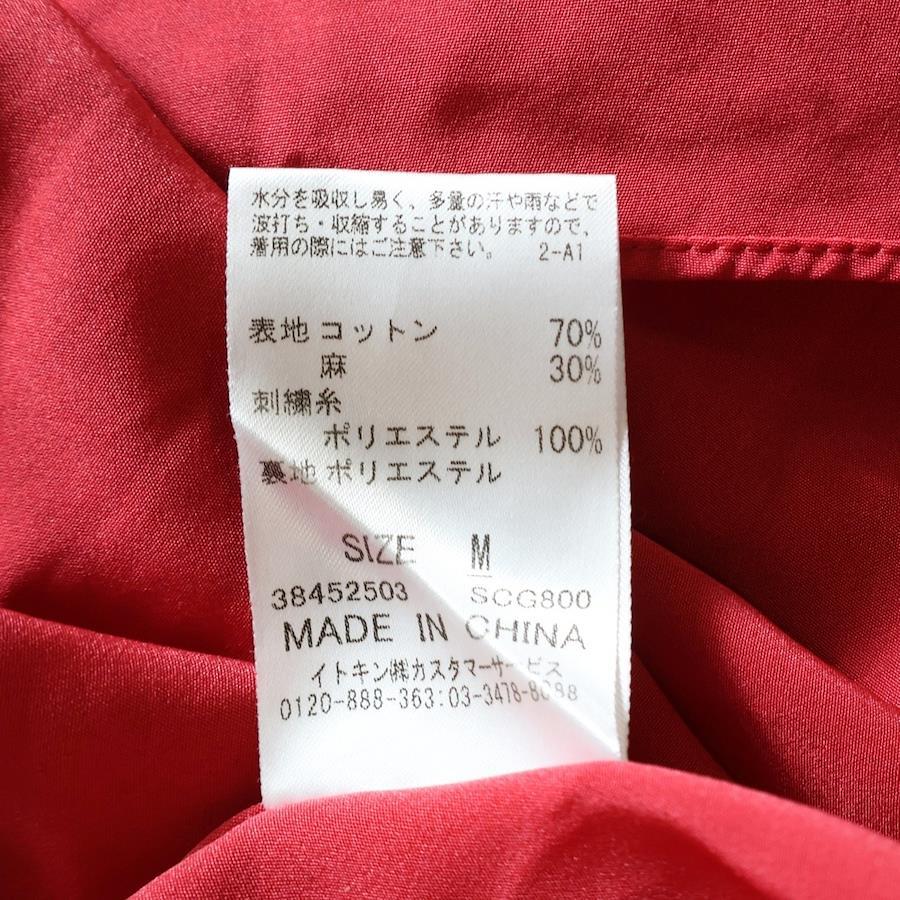 水分を吸収し易く、多量の汗や雨などで
波打ち・収縮することがありますので、
着用の際にはご注意下さい。 2-A1
表地 コットン 70%
麻 30%
刺繍糸
ポリエステル 100%
裏地 ポリエステル
SIZE M
38452503 SCG800
MADE IN CHINA
イトキン㈱カスタマーサービス
0120-888-363:03-3478-8088